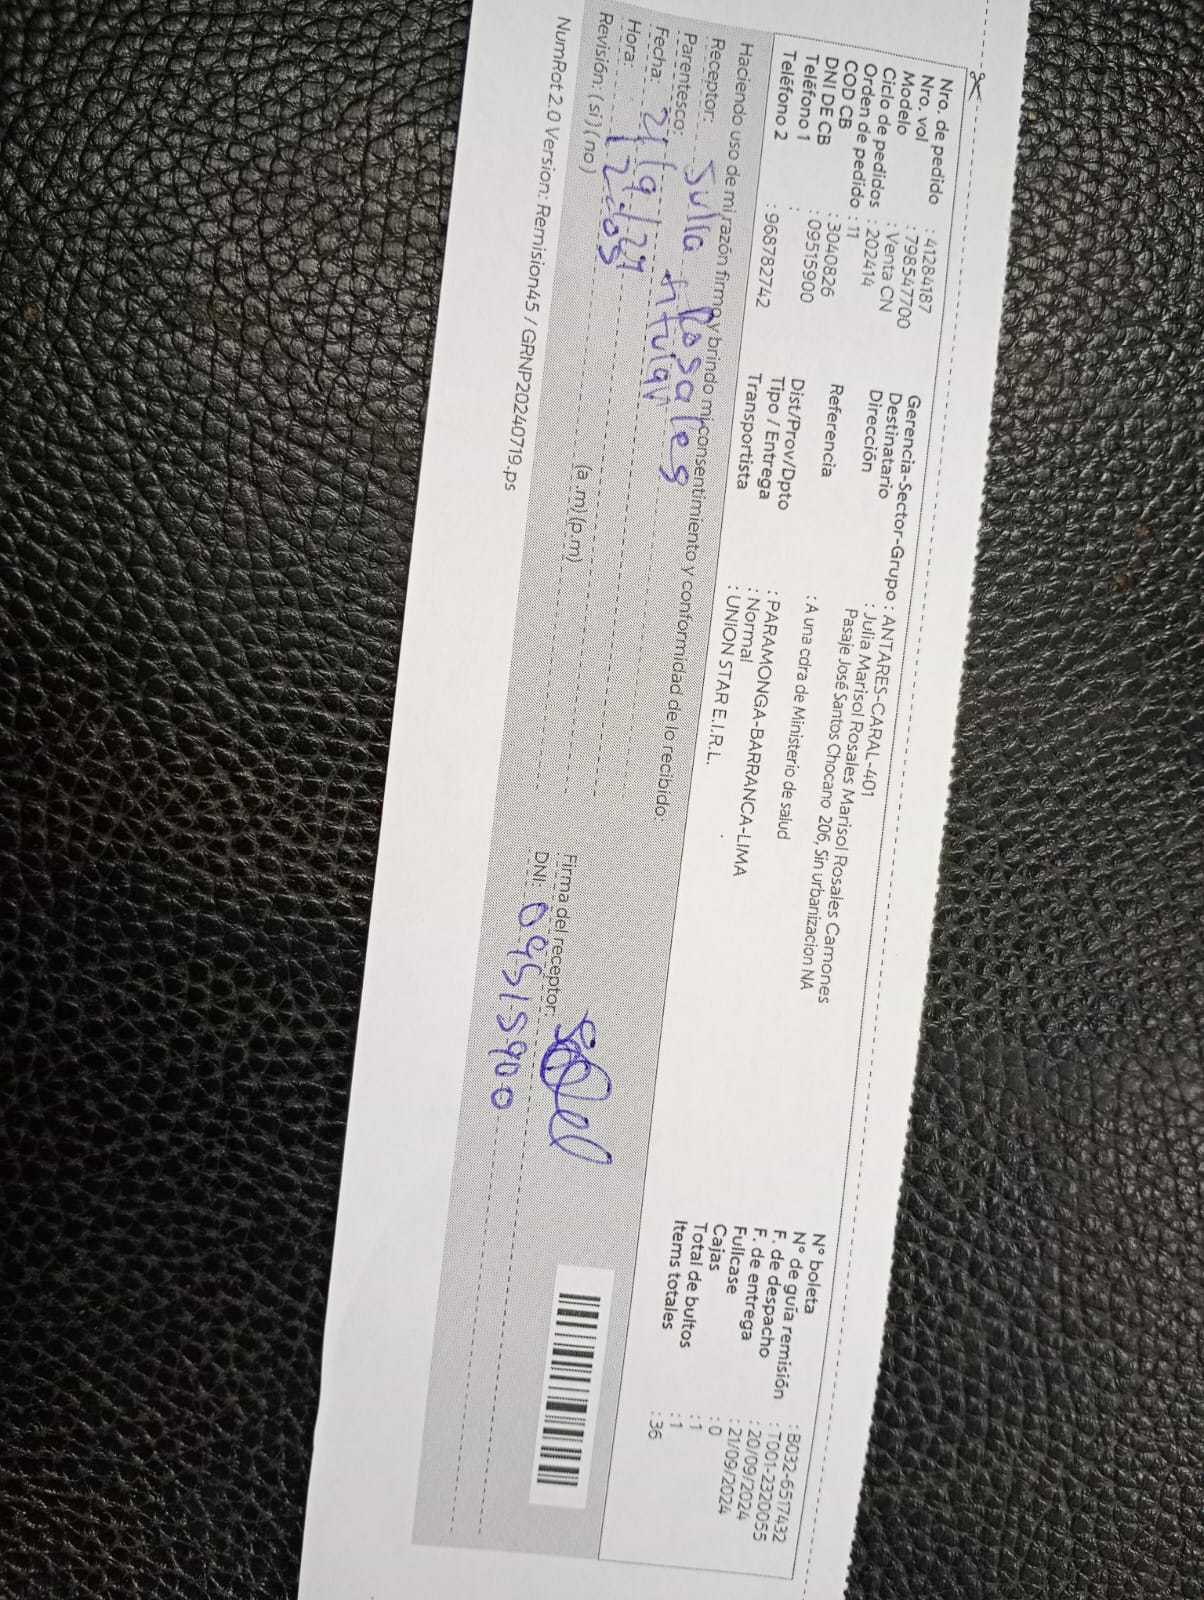 Nro. de pedido : 41284187
Nro. vol : 798547700
Modelo : Venta CN
Ciclo de pedidos : 202414
Orden de pedido : 11
COD CB : 3040826
DNI DE CB : 09515900
Teléfono 1 :
Teléfono 2 : 968782742
Gerencia-Sector-Grupo : ANTARES-CARAL-401
Destinatario : Julia Marisol Rosales Marisol Rosales Camones
Dirección Pasaje José Santos Chocano 206, Sin urbanizacion NA
Referencia : A una cdra de Ministerio de salud
Dist/Prov/Dpto : PARAMONGA-BARRANCA-LIMA
Tipo / Entrega : Normal
Transportista : UNION STAR E.I.R.L.
N° boleta : B032-6517432
N° de guía remisión : T001-2320055
F. de despacho : 20/09/2024
F. de entrega : 21/09/2024
Fullcase : 0
Cajas : 1
Total de bultos : 1
Items totales : 36
Haciendo uso de mi razón firmo y brindo mi consentimiento y conformidad de lo recibido:
Receptor: Julia Rosales
Parentesco: titular
Fecha: 21/9/24
Hora: 12:05 (a .m) (p.m)
Revisión: ( si ) ( no )
Firma del receptor:
DNI: 09515900
NumRot 2.0 Version: Remision45 / GRNP20240719.ps